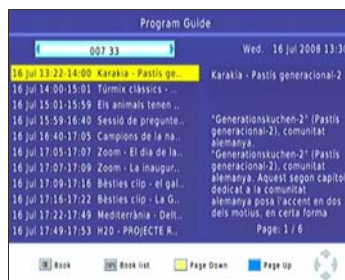 Program Guide
007 33
Wed. 16 Jul 2008 13:3
16 Jul 13:22-14:00 Karakia - Pastís ge..
16 Jul 14:00-15:01 Túrmix clàssics - ..
16 Jul 15:01-15:59 Els animals tenen ..
16 Jul 15:59-16:40 Sessió de pregunte..
16 Jul 16:40-17:05 Campions de la na..
16 Jul 17:05-17:07 Zoom - El dia de la..
16 Jul 17:07-17:09 Zoom - La inaugur..
16 Jul 17:09-17:16 Bèsties clip - el gal..
16 Jul 17:16-17:22 Bèsties clip - La G..
16 Jul 17:22-17:49 Mediterrània - Delt..
16 Jul 17:49-17:53 H20 - PROJECTE R..
Karakia - Pastís generacional-2
"Generationskuchen-2" (Pastís
generacional-2), comunitat
alemanya.
"Generationskuchen-2" (Pastís
generacional-2), comunitat
alemanya. Aquest segon capítol
dedicat a la comunitat
alemanya posa l'accent en dos
dels motius, en certa forma
Page: 1 / 6
OK Book
Book list
Page Down
Page Up